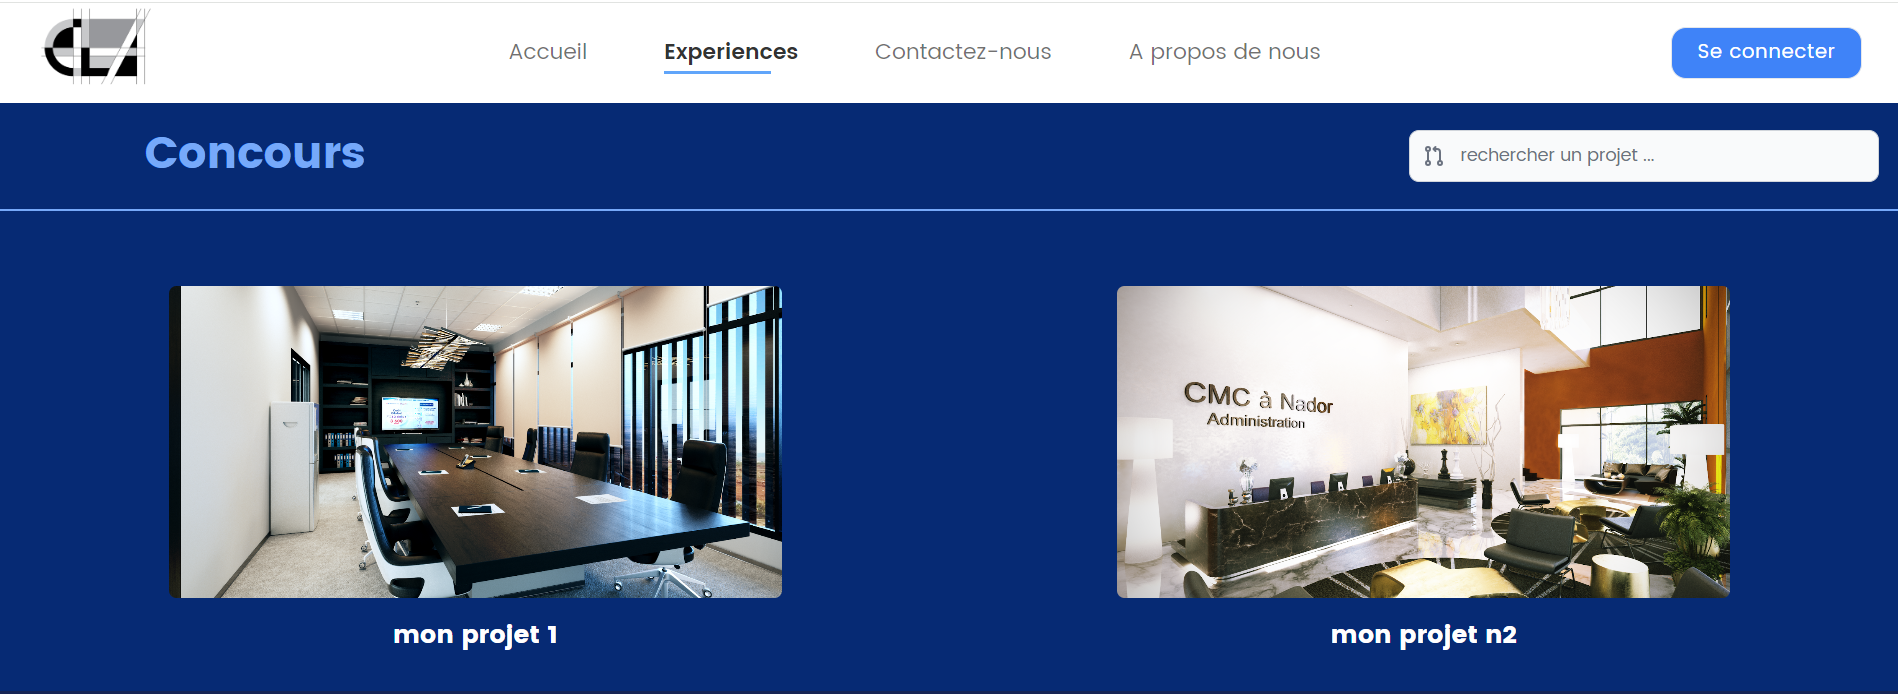 Accueil
Experiences
Contactez-nous
A propos de nous
Se connecter
Concours
rechercher un projet ...
CMC à Nador
Administration
mon projet 1
mon projet n2